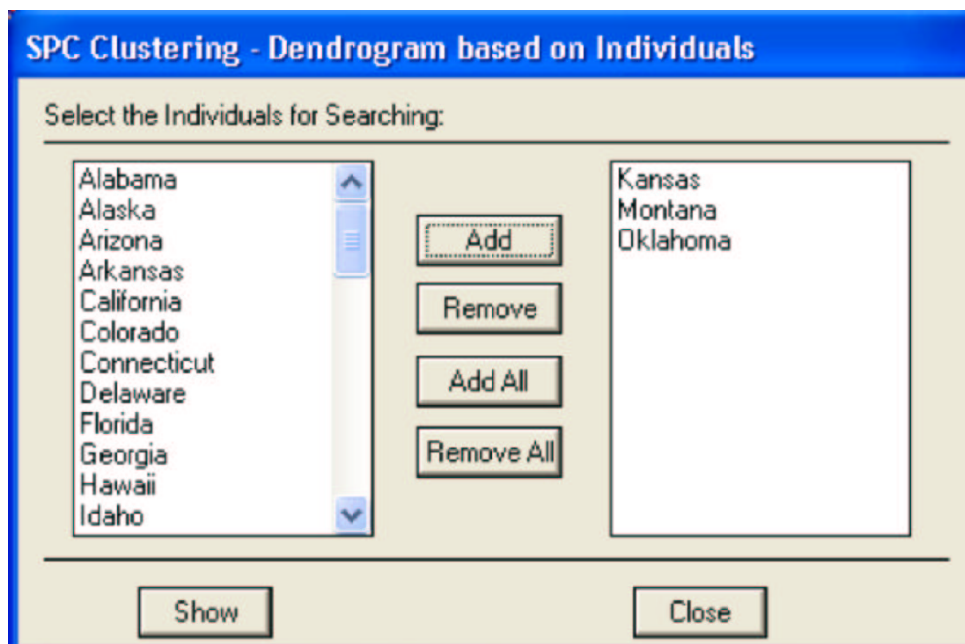 SPC Clustering - Dendrogram based on Individuals
Select the Individuals for Searching:
Alabama
Alaska
Arizona
Arkansas
California
Colorado
Connecticut
Delaware
Florida
Georgia
Hawaii
Idaho
Add
Remove
Add All
Remove All
Kansas
Montana
Oklahoma
Show
Close